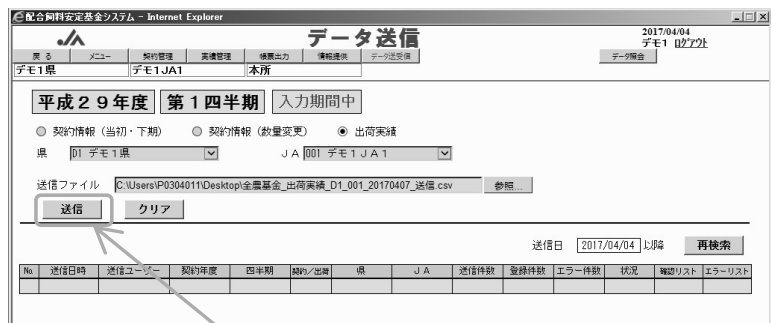 配合飼料安定基金システム - Internet Explorer
データ送信
2017/04/04
デモ1 ログアウト
戻る メニュー 契約管理 実績管理 帳票出力 情報提供 データ送受信 データ照会
デモ1県 デモ1JA1 本所
平成29年度 第1四半期 入力期間中
契約情報（当初・下期） 契約情報（数量変更） 出荷実績
県 D1 デモ1県 JA 001 デモ1JA1
送信ファイル C:\Users\P0304011\Desktop\全農基金_出荷実績_D1_001_20170407_送信.csv 参照...
送信 クリア
送信日 2017/04/04 以降 再検索
No. 送信日時 送信ユーザー 契約年度 四半期 契約/出荷 県 JA 送信件数 登録件数 エラー件数 状況 確認リスト エラーリスト